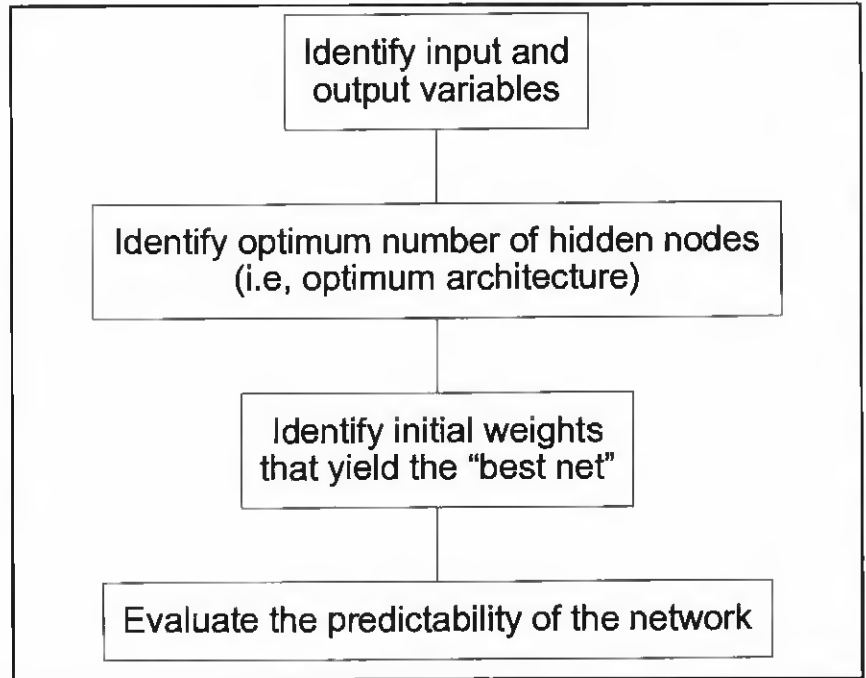 Identify input and
output variables
Identify optimum number of hidden nodes
(i.e, optimum architecture)
Identify initial weights
that yield the “best net”
Evaluate the predictability of the network